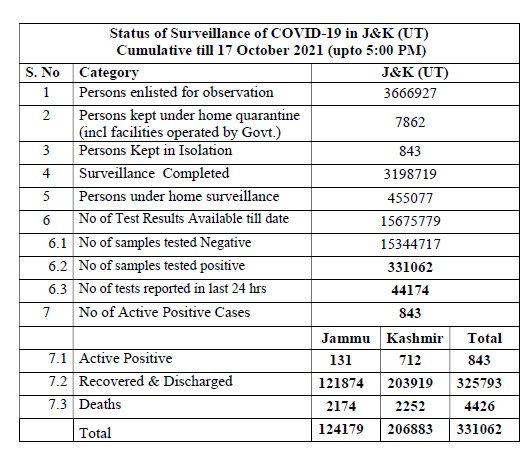 Status of Surveillance of COVID-19 in J&K (UT)
Cumulative till 17 October 2021 (upto 5:00 PM)
S. No Category J&K (UT)
1 Persons enlisted for observation 3666927
2 Persons kept under home quarantine
(incl facilities operated by Govt.) 7862
3 Persons Kept in Isolation 843
4 Surveillance Completed 3198719
5 Persons under home surveillance 455077
6 No of Test Results Available till date 15675779
6.1 No of samples tested Negative 15344717
6.2 No of samples tested positive 331062
6.3 No of tests reported in last 24 hrs 44174
7 No of Active Positive Cases 843
Jammu Kashmir Total
7.1 Active Positive 131 712 843
7.2 Recovered & Discharged 121874 203919 325793
7.3 Deaths 2174 2252 4426
Total 124179 206883 331062